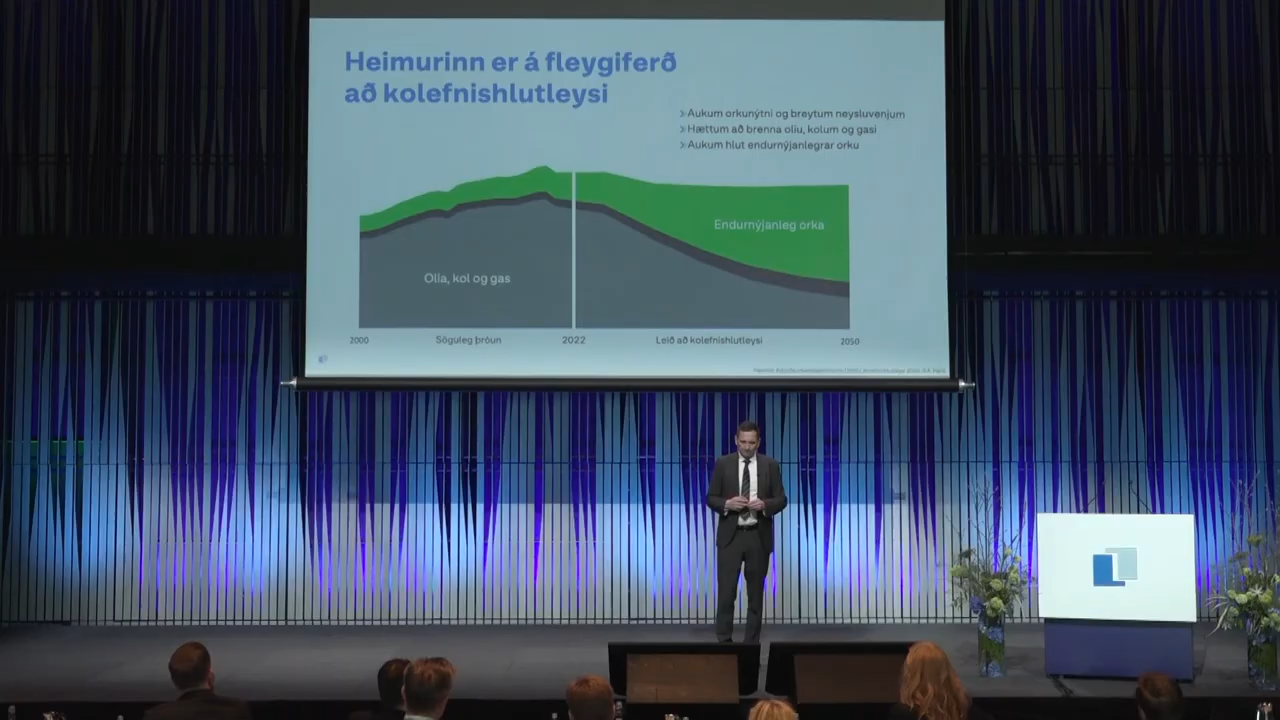 Heimurinn er á fleygiferð
að kolefnishlutleysi
Aukum orkunýtni og breytum neysluvenjum
Hættum að brenna olíu, kolum og gasi
Aukum hlut endurnýjanlegrar orku
Endurnýjanleg orka
Olía, kol og gas
2000
Söguleg þróun
2022
Leið að kolefnishlutleysi
2050